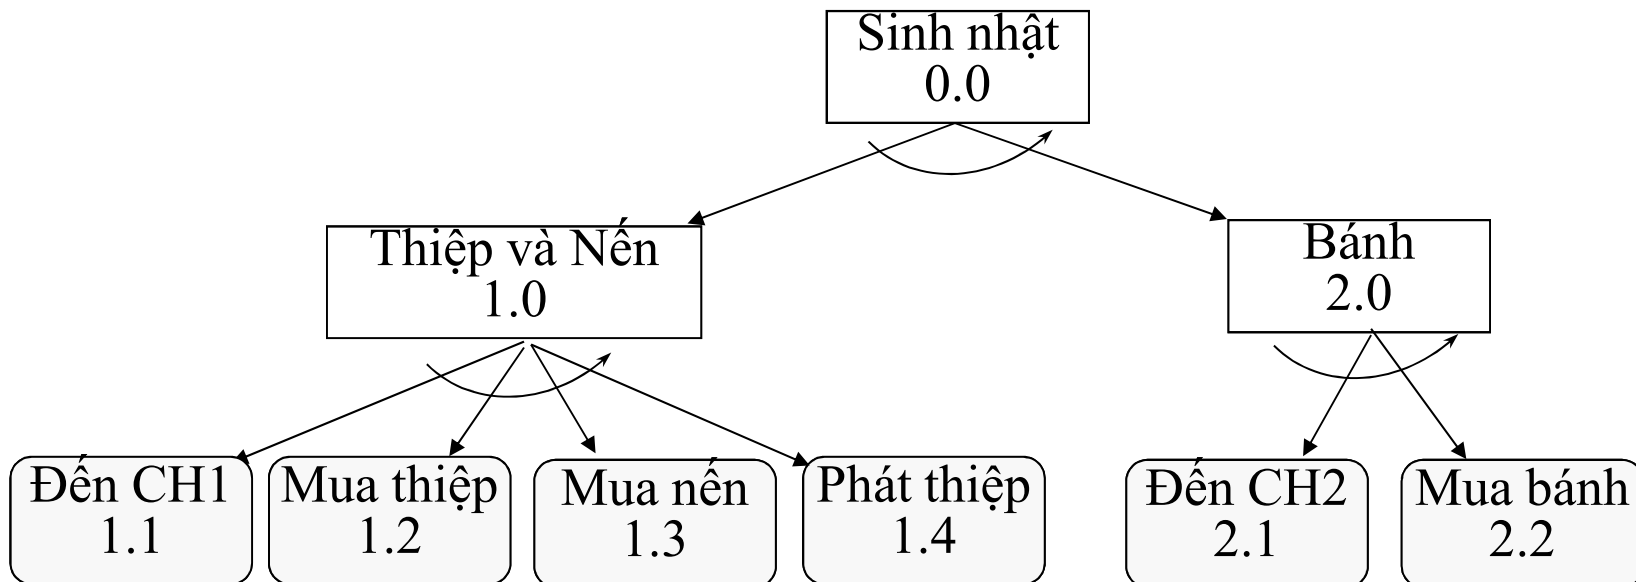 Sinh nhật
0.0
Thiệp và Nến
1.0
Bánh
2.0
Đến CH1
1.1
Mua thiệp
1.2
Mua nến
1.3
Phát thiệp
1.4
Đến CH2
2.1
Mua bánh
2.2